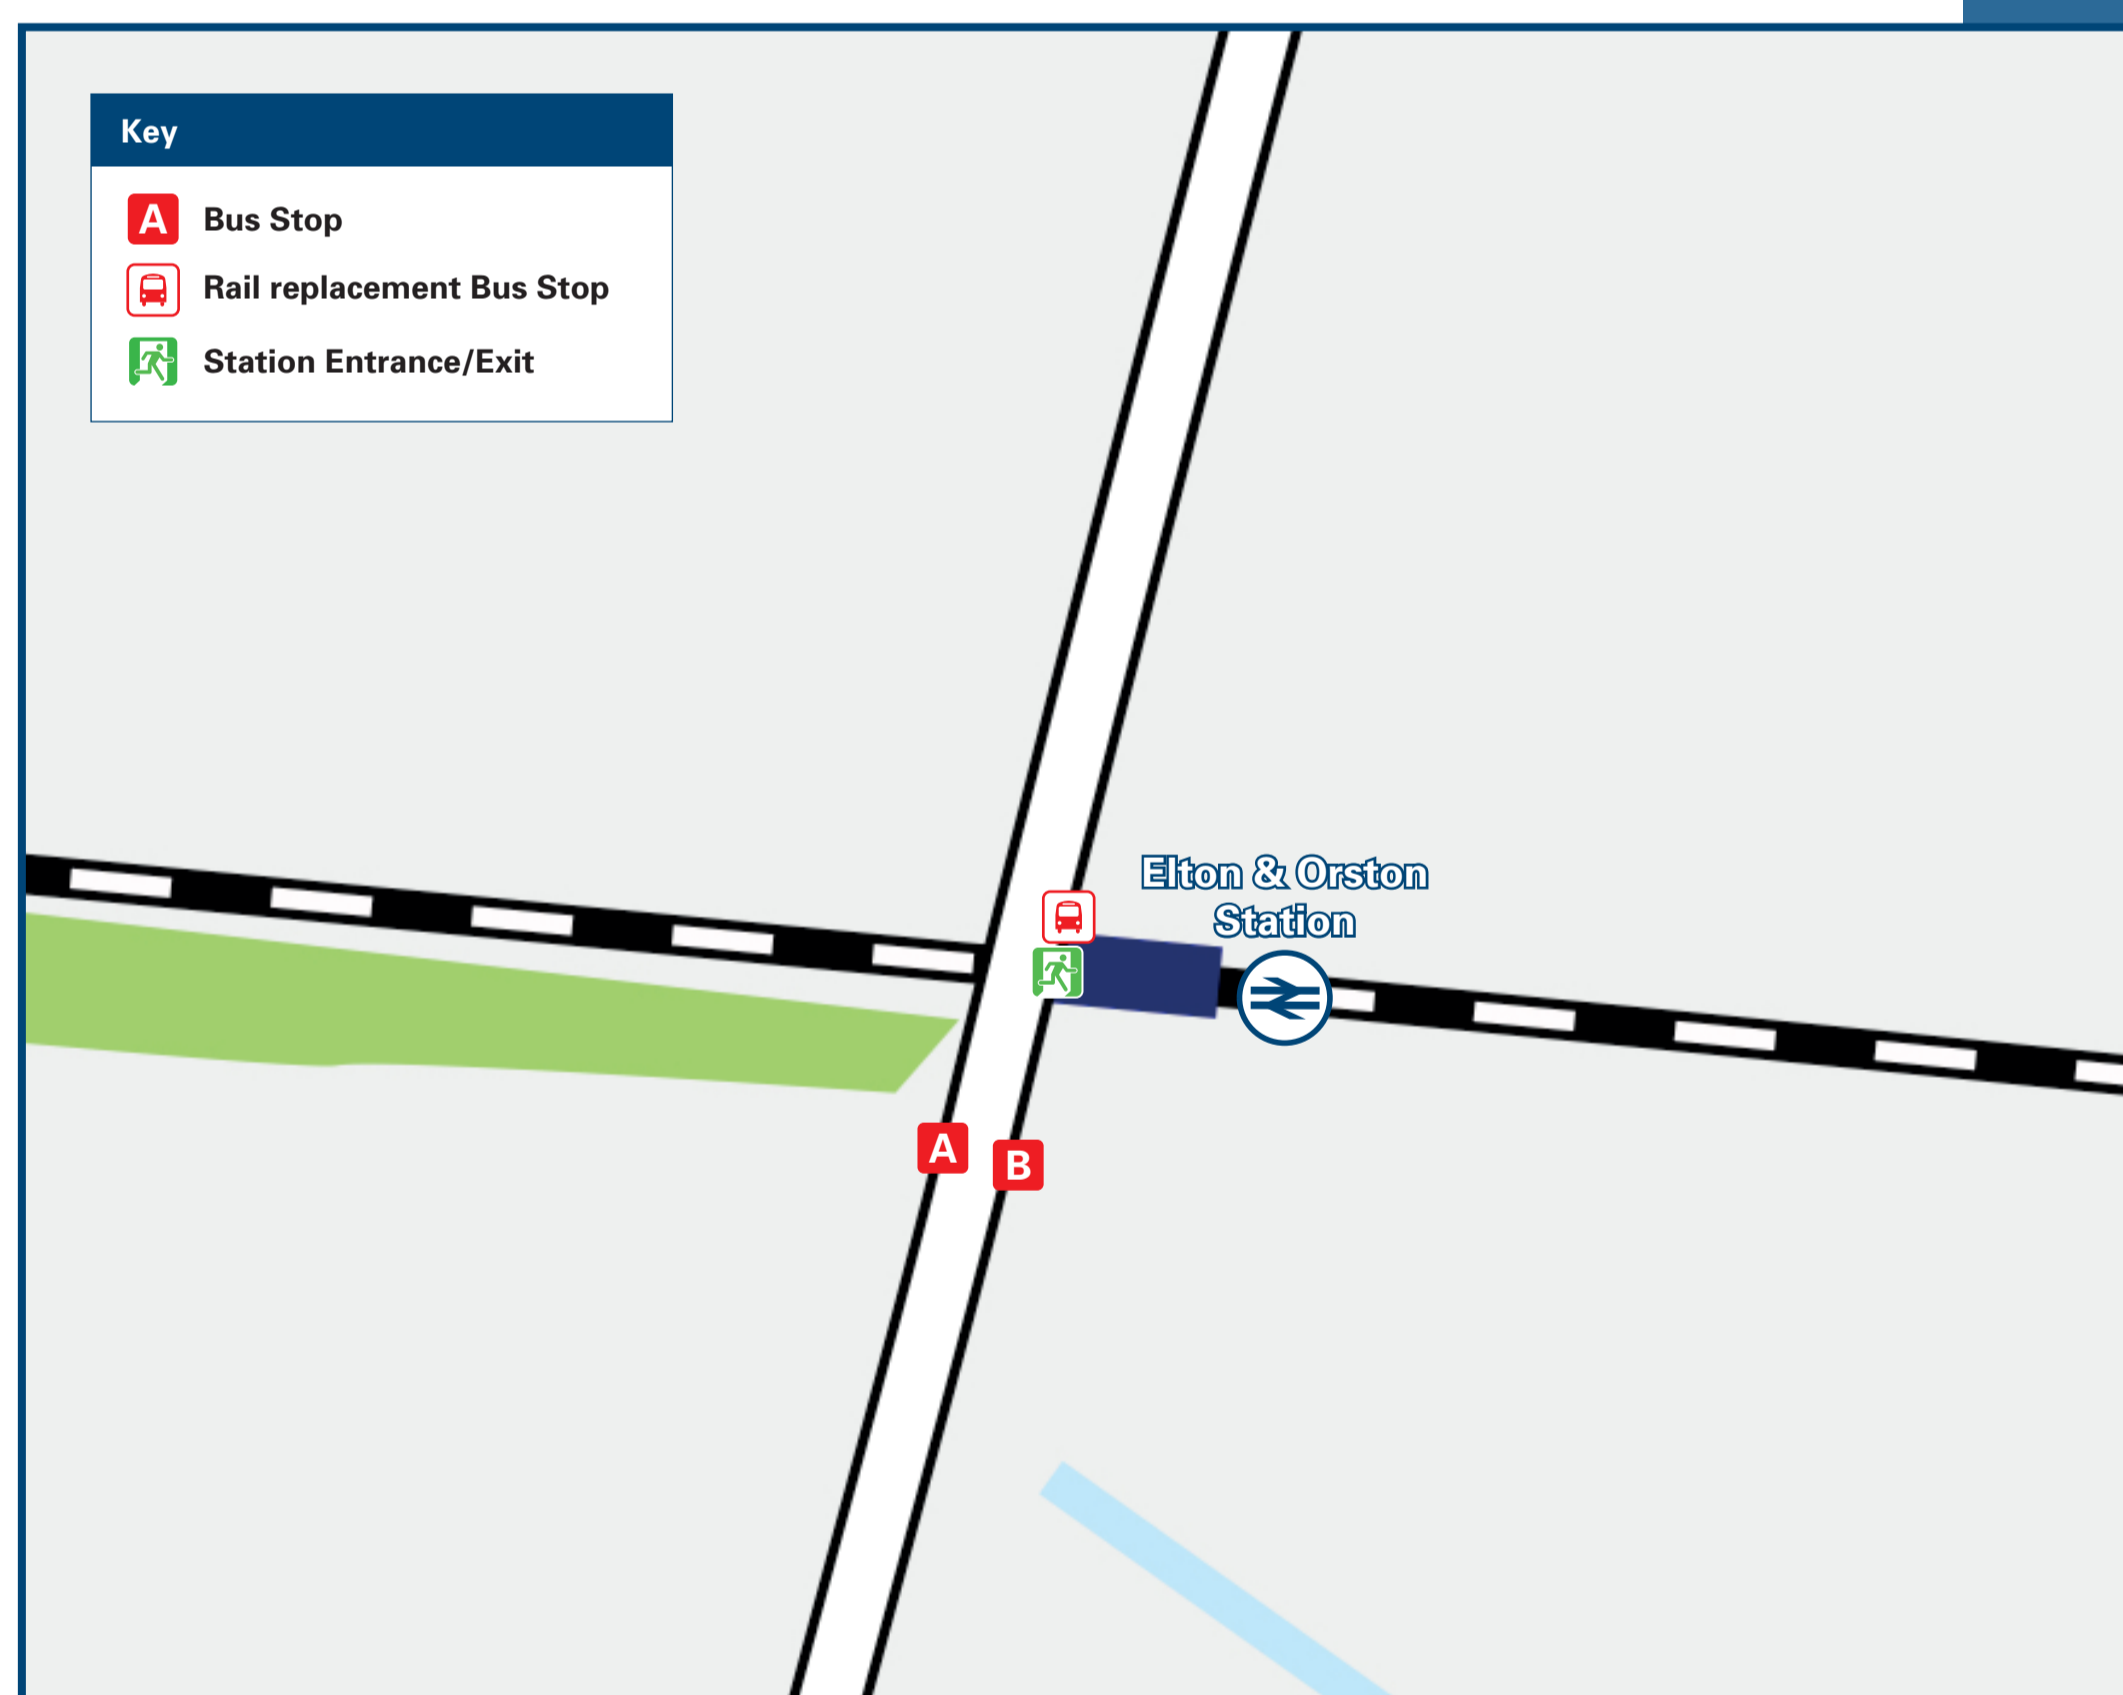 Key
A Bus Stop
Rail replacement Bus Stop
Station Entrance/Exit
Elton & Orston
Station
A
B